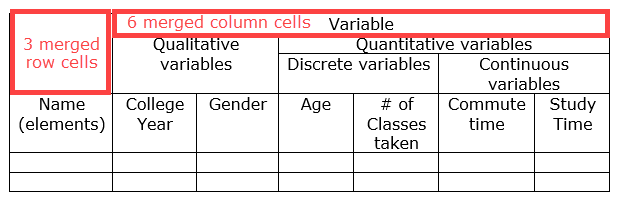 6 merged column cells Variable
3 merged
row cells
Qualitative
variables
Quantitative variables
Discrete variables
Continuous
variables
Name
(elements)
College
Year
Gender
Age
# of
Classes
taken
Commute
time
Study
Time